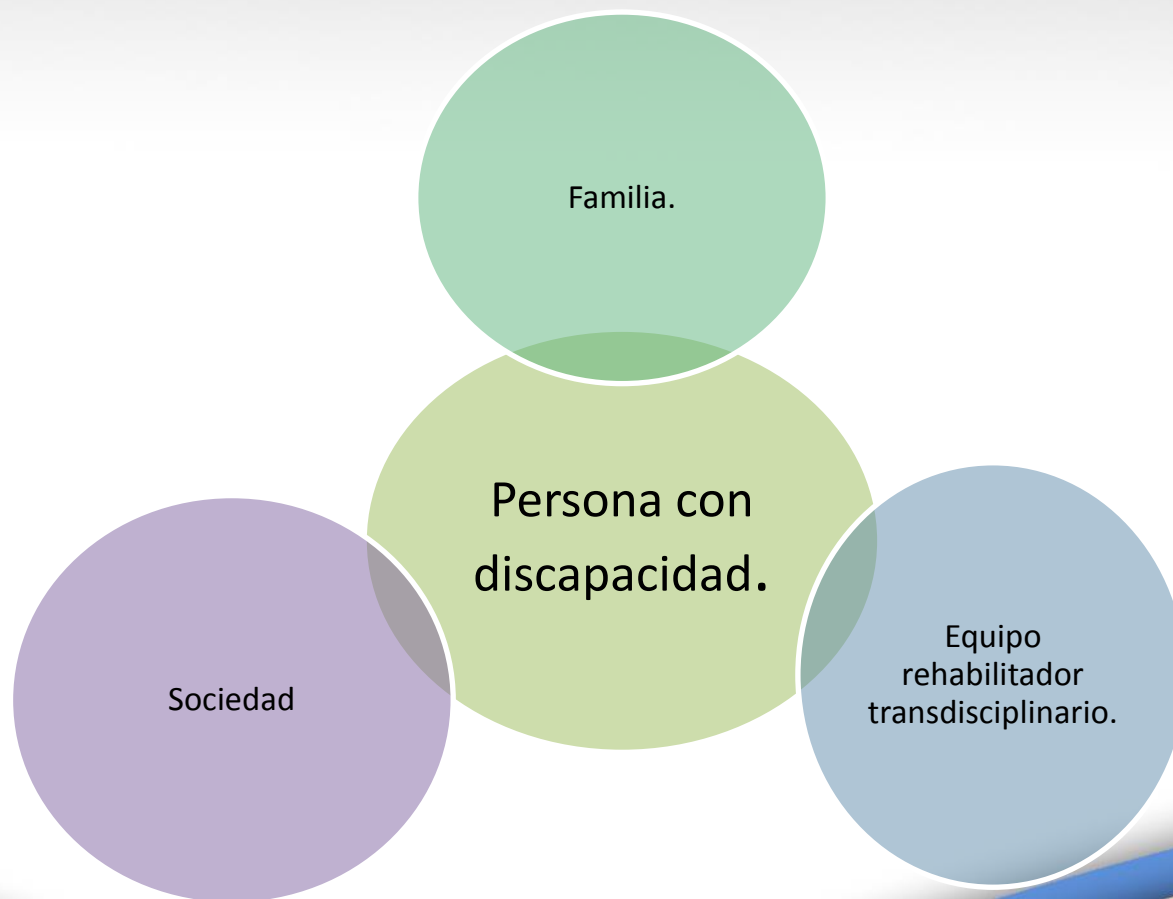 Familia.
Persona con
discapacidad.
Sociedad
Equipo
rehabilitador
transdisciplinario.